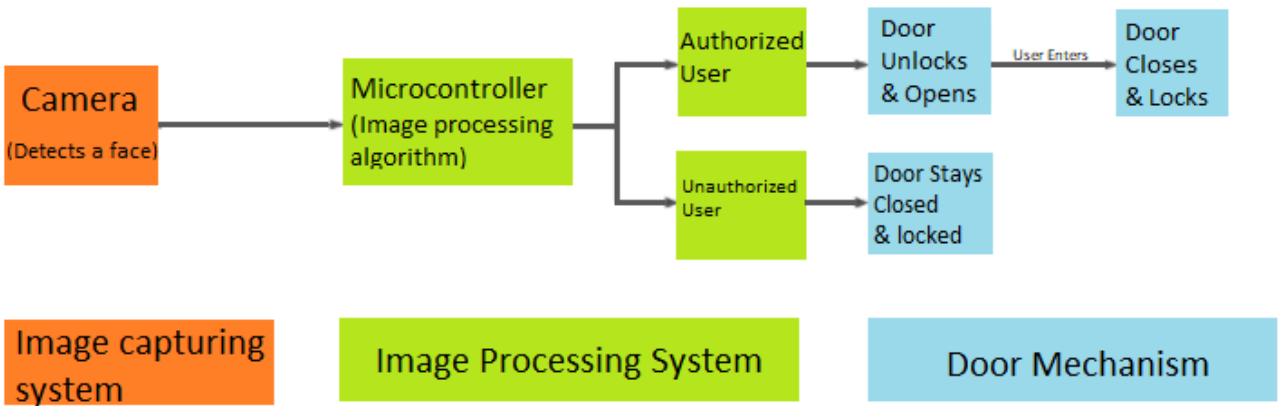 Camera
(Detects a face)
Microcontroller
(Image processing
algorithm)
Authorized
User
Door
Unlocks
& Opens
User Enters
Door
Closes
& Locks
Unauthorized
User
Door Stays
Closed
& locked
Image capturing
system
Image Processing System
Door Mechanism